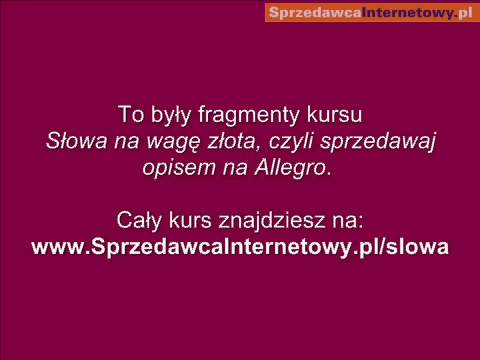 SprzedawcaInternetowy.pl
To były fragmenty kursu
Słowa na wagę złota, czyli sprzedawaj
opisem na Allegro.
Cały kurs znajdziesz na:
www.SprzedawcaInternetowy.pl/slowa